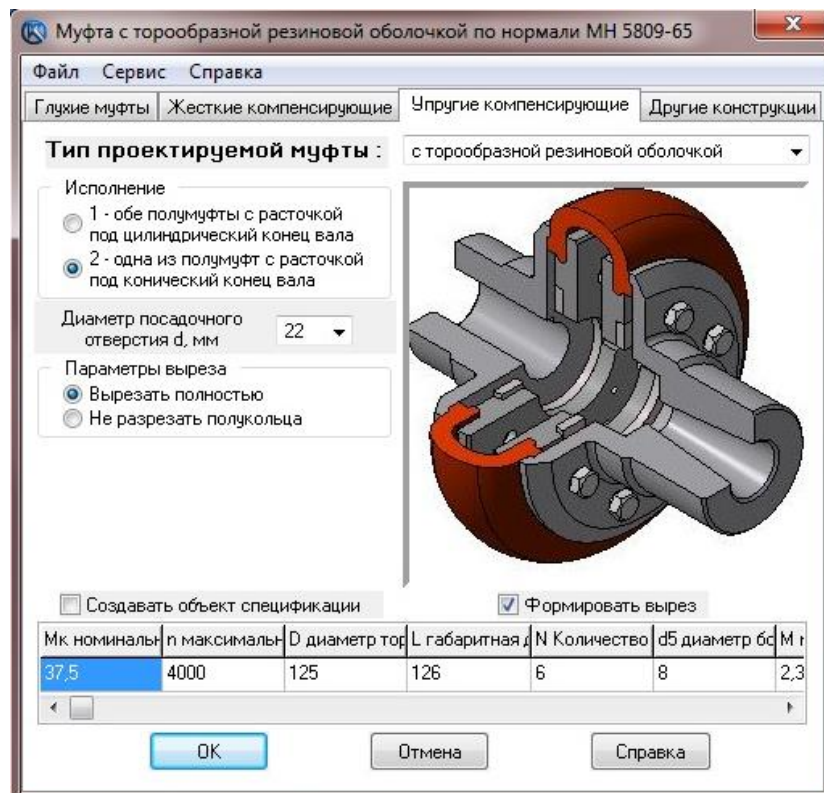 Муфта с торообразной резиновой оболочкой по нормали МН 5809-65
Файл Сервис Справка
Глухие муфты Жесткие компенсирующие Упругие компенсирующие Другие конструкции
Тип проектируемой муфты : с торообразной резиновой оболочкой
Исполнение
1 - обе полумуфты с расточкой
под цилиндрический конец вала
2 - одна из полумуфт с расточкой
под конический конец вала
Диаметр посадочного
отверстия d, мм
22
Параметры выреза
Вырезать полностью
Не разрезать полукольца
Создавать объект спецификации Формировать вырез
Мк номинальн n максимальн D диаметр тор L габаритная д N Количество d5 диаметр бо М
37,5 4000 125 126 6 8 2,3
OK Отмена Справка